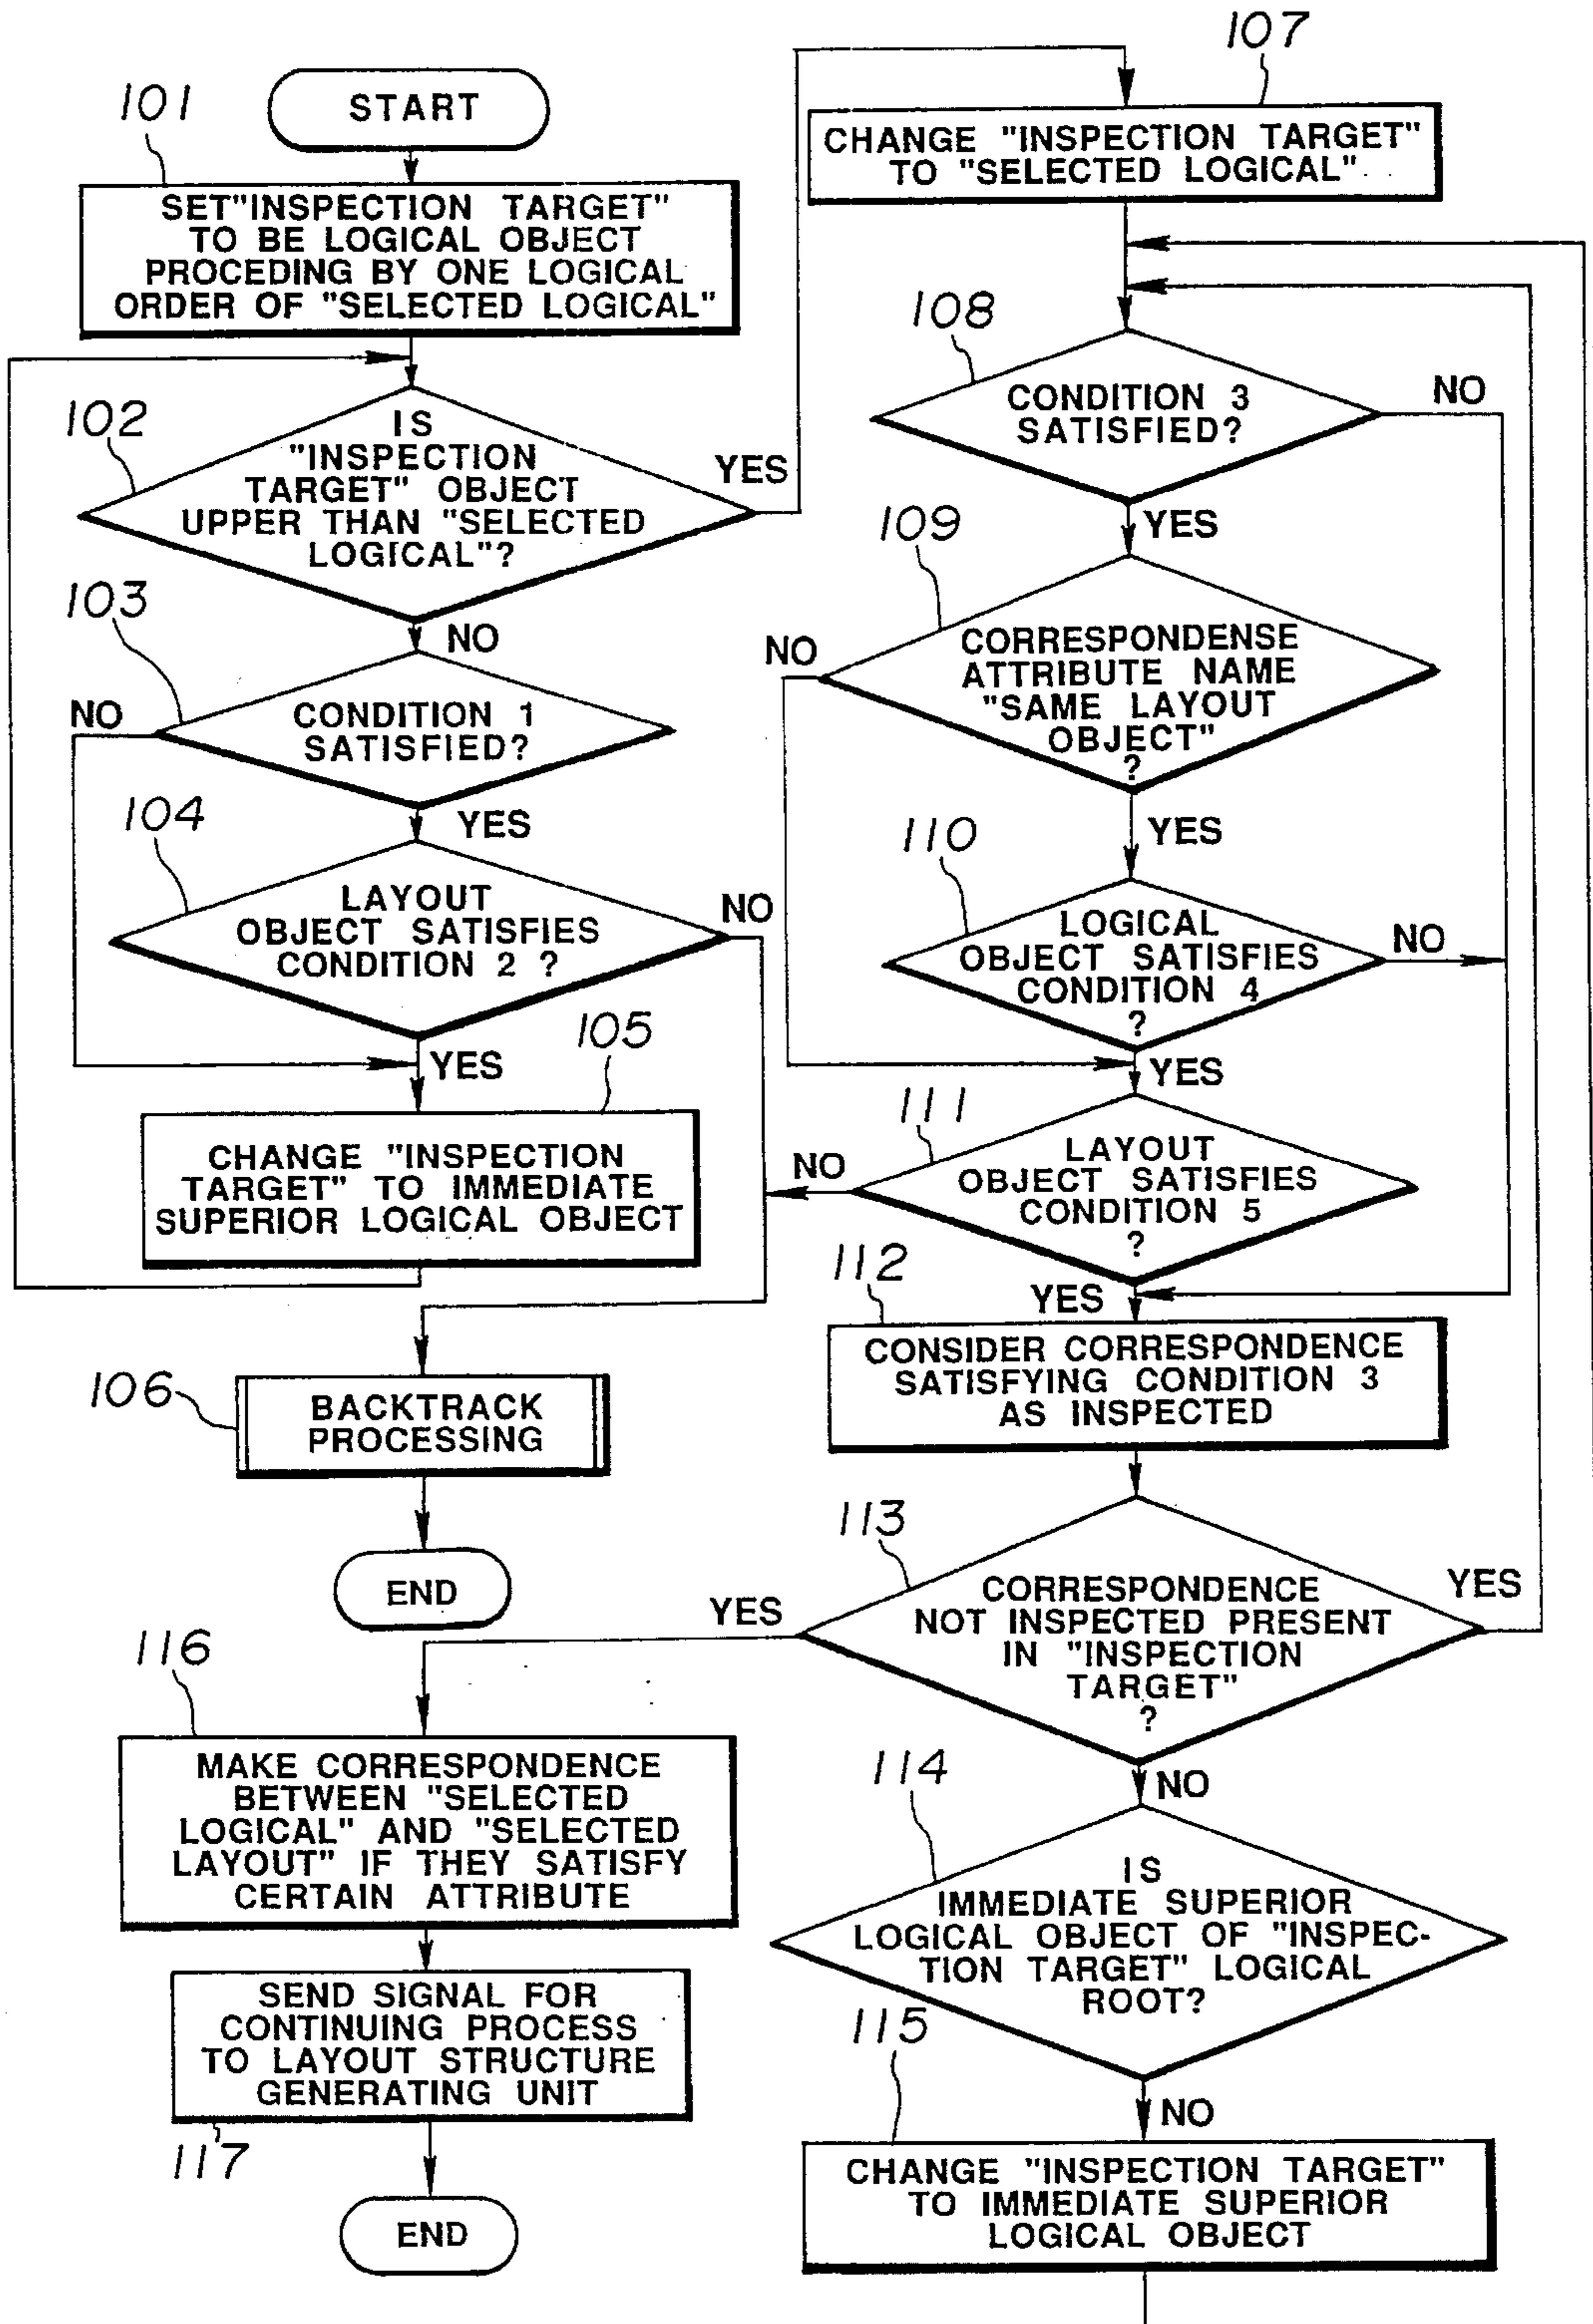 101
START
SET"INSPECTION TARGET"
TO BE LOGICAL OBJECT
PROCEDING BY ONE LOGICAL
ORDER OF "SELECTED LOGICAL"
102
IS
"INSPECTION
TARGET" OBJECT
UPPER THAN "SELECTED
LOGICAL"?
YES
NO
103
CONDITION 1
SATISFIED?
NO
YES
104
LAYOUT
OBJECT SATISFIES
CONDITION 2 ?
NO
YES
105
CHANGE "INSPECTION
TARGET" TO IMMEDIATE
SUPERIOR LOGICAL OBJECT
106
BACKTRACK
PROCESSING
END
107
CHANGE "INSPECTION TARGET"
TO "SELECTED LOGICAL"
108
CONDITION 3
SATISFIED?
NO
YES
109
CORRESPONDENSE
ATTRIBUTE NAME
"SAME LAYOUT
OBJECT"
?
NO
YES
110
LOGICAL
OBJECT SATISFIES
CONDITION 4
?
NO
YES
111
LAYOUT
OBJECT SATISFIES
CONDITION 5
?
NO
YES
112
CONSIDER CORRESPONDENCE
SATISFYING CONDITION 3
AS INSPECTED
113
CORRESPONDENCE
NOT INSPECTED PRESENT
IN "INSPECTION
TARGET"
?
YES
YES
NO
114
IS
IMMEDIATE SUPERIOR
LOGICAL OBJECT OF "INSPEC-
TION TARGET" LOGICAL
ROOT?
NO
115
CHANGE "INSPECTION TARGET"
TO IMMEDIATE SUPERIOR
LOGICAL OBJECT
116
MAKE CORRESPONDENCE
BETWEEN "SELECTED
LOGICAL" AND "SELECTED
LAYOUT" IF THEY SATISFY
CERTAIN ATTRIBUTE
SEND SIGNAL FOR
CONTINUING PROCESS
TO LAYOUT STRUCTURE
GENERATING UNIT
117
END